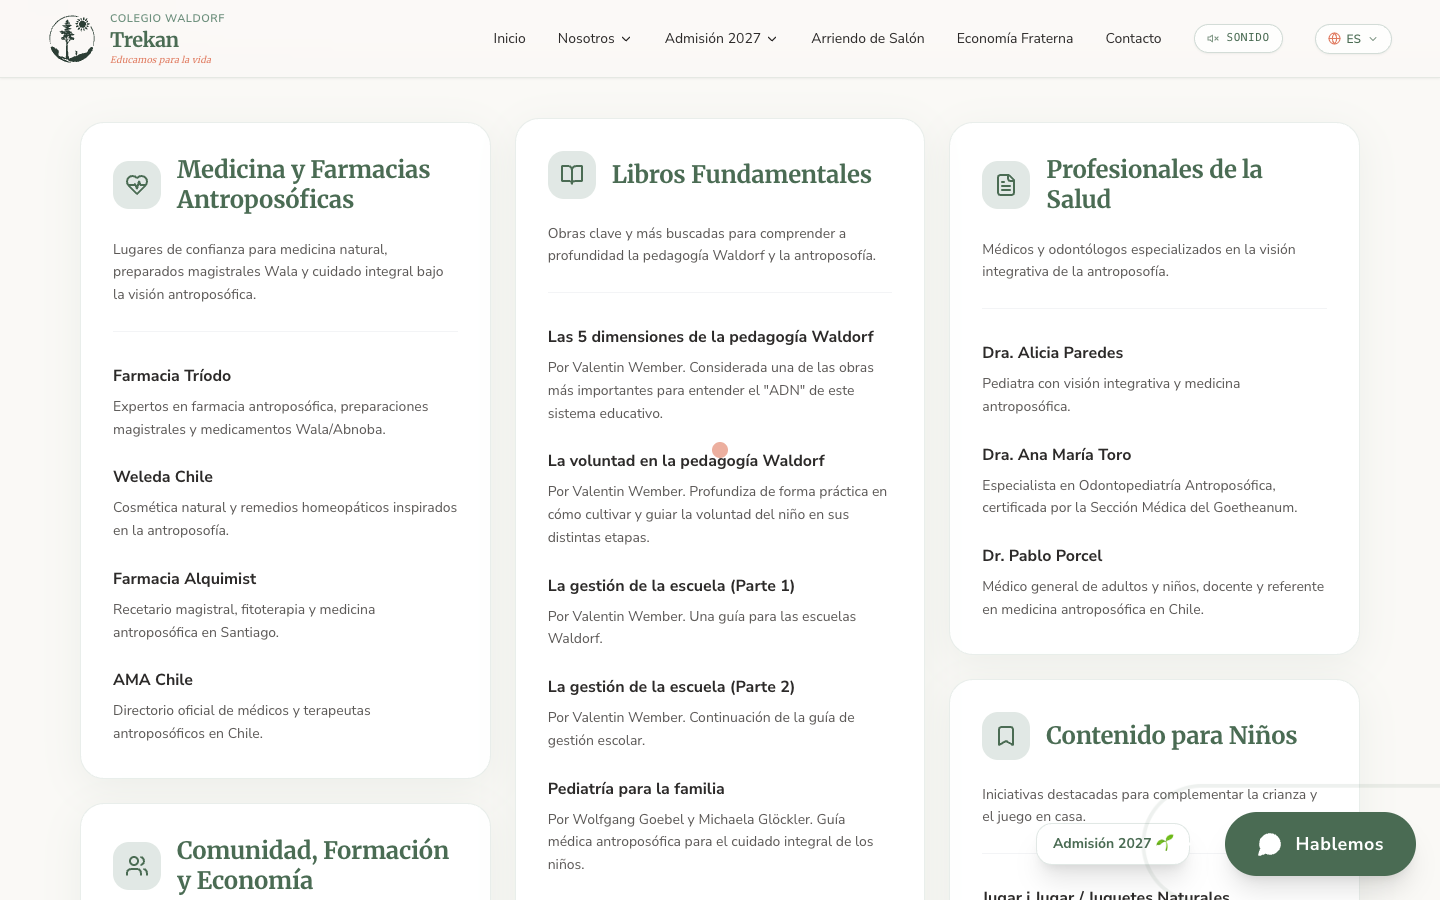 COLEGIO WALDORF
Trekan
Educamos para la vida
Inicio
Nosotros
Admisión 2027
Arriendo de Salón
Economía Fraterna
Contacto
SONIDO
ES
Medicina y Farmacias
Antroposóficas
Lugares de confianza para medicina natural,
preparados magistrales Wala y cuidado integral bajo
la visión antroposófica.
Farmacia Tríodo
Expertos en farmacia antroposófica, preparaciones
magistrales y medicamentos Wala/Abnoba.
Weleda Chile
Cosmética natural y remedios homeopáticos inspirados
en la antroposofía.
Farmacia Alquimist
Recetario magistral, fitoterapia y medicina
antroposófica en Santiago.
AMA Chile
Directorio oficial de médicos y terapeutas
antroposóficos en Chile.
Comunidad, Formación
y Economía
Libros Fundamentales
Obras clave y más buscadas para comprender a
profundidad la pedagogía Waldorf y la antroposofía.
Las 5 dimensiones de la pedagogía Waldorf
Por Valentin Wember. Considerada una de las obras
más importantes para entender el "ADN" de este
sistema educativo.
La voluntad en la pedagogía Waldorf
Por Valentin Wember. Profundiza de forma práctica en
cómo cultivar y guiar la voluntad del niño en sus
distintas etapas.
La gestión de la escuela (Parte 1)
Por Valentin Wember. Una guía para las escuelas
Waldorf.
La gestión de la escuela (Parte 2)
Por Valentin Wember. Continuación de la guía de
gestión escolar.
Pediatría para la familia
Por Wolfgang Goebel y Michaela Glöckler. Guía
médica antroposófica para el cuidado integral de los
niños.
Profesionales de la
Salud
Médicos y odontólogos especializados en la visión
integrativa de la antroposofía.
Dra. Alicia Paredes
Pediatra con visión integrativa y medicina
antroposófica.
Dra. Ana María Toro
Especialista en Odontopediatría Antroposófica,
certificada por la Sección Médica del Goetheanum.
Dr. Pablo Porcel
Médico general de adultos y niños, docente y referente
en medicina antroposófica en Chile.
Contenido para Niños
Iniciativas destacadas para complementar la crianza y
el juego en casa.
Jugar i Jugar / Juguetes Naturales
Admisión 2027
Hablemos